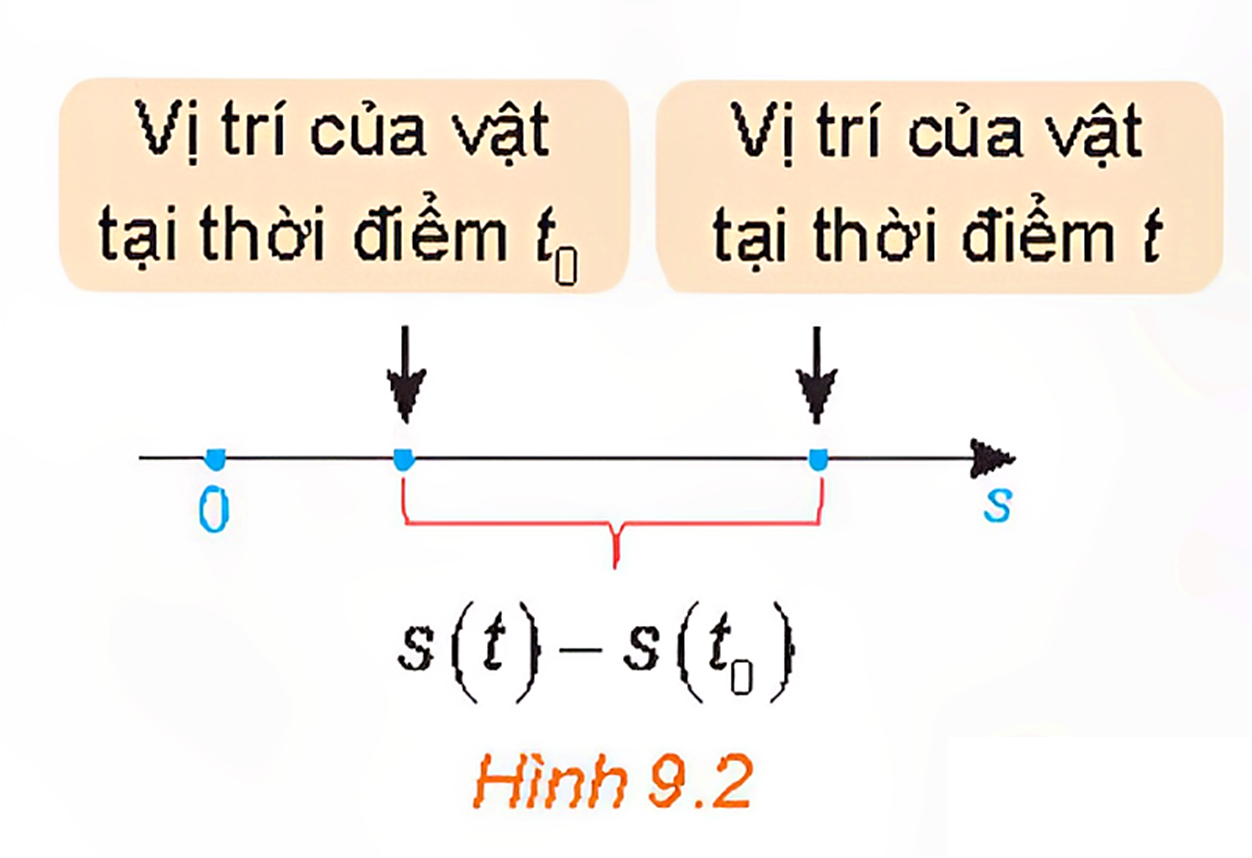 Vị trí của vật
tại thời điểm t₀
Vị trí của vật
tại thời điểm t
0
s
s(t) – s(t₀)
Hình 9.2